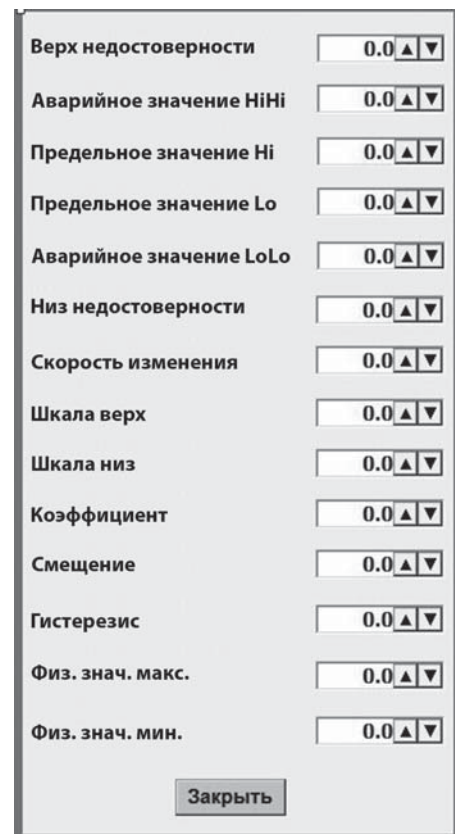 Верх недостоверности 0.0
Аварийное значение HiHi 0.0
Предельное значение Hi 0.0
Предельное значение Lo 0.0
Аварийное значение LoLo 0.0
Низ недостоверности 0.0
Скорость изменения 0.0
Шкала верх 0.0
Шкала низ 0.0
Коэффициент 0.0
Смещение 0.0
Гистерезис 0.0
Физ. знач. макс. 0.0
Физ. знач. мин. 0.0
Закрыть